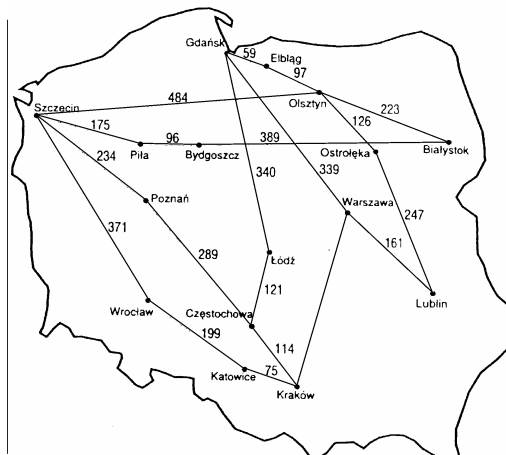 Gdańsk
59
Elbląg
97
Olsztyn
484
Szczecin
223
126
175
96
389
Piła
Bydgoszcz
Ostrołęka
Białystok
234
340
339
Poznań
Warszawa
247
371
289
161
Łódź
121
Lublin
Wrocław
Częstochowa
199
114
Katowice
75
Kraków